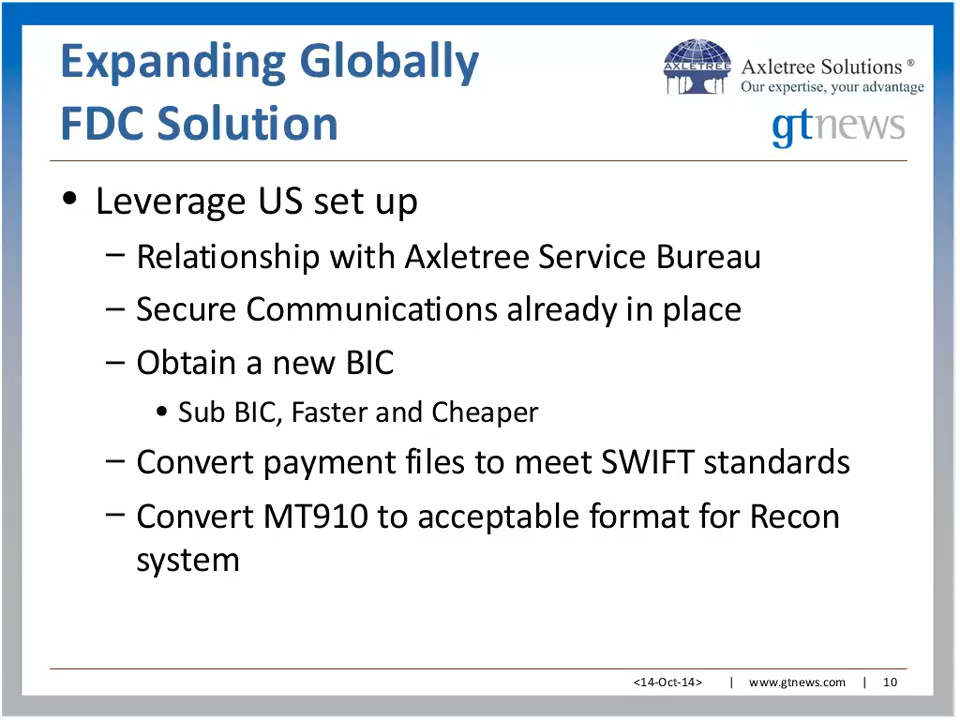 Expanding Globally
FDC Solution
AXLETREE
Axletree Solutions ®
Our expertise, your advantage
gtnews
• Leverage US set up
– Relationship with Axletree Service Bureau
– Secure Communications already in place
– Obtain a new BIC
• Sub BIC, Faster and Cheaper
– Convert payment files to meet SWIFT standards
– Convert MT910 to acceptable format for Recon
system
<14-Oct-14> | www.gtnews.com | 10